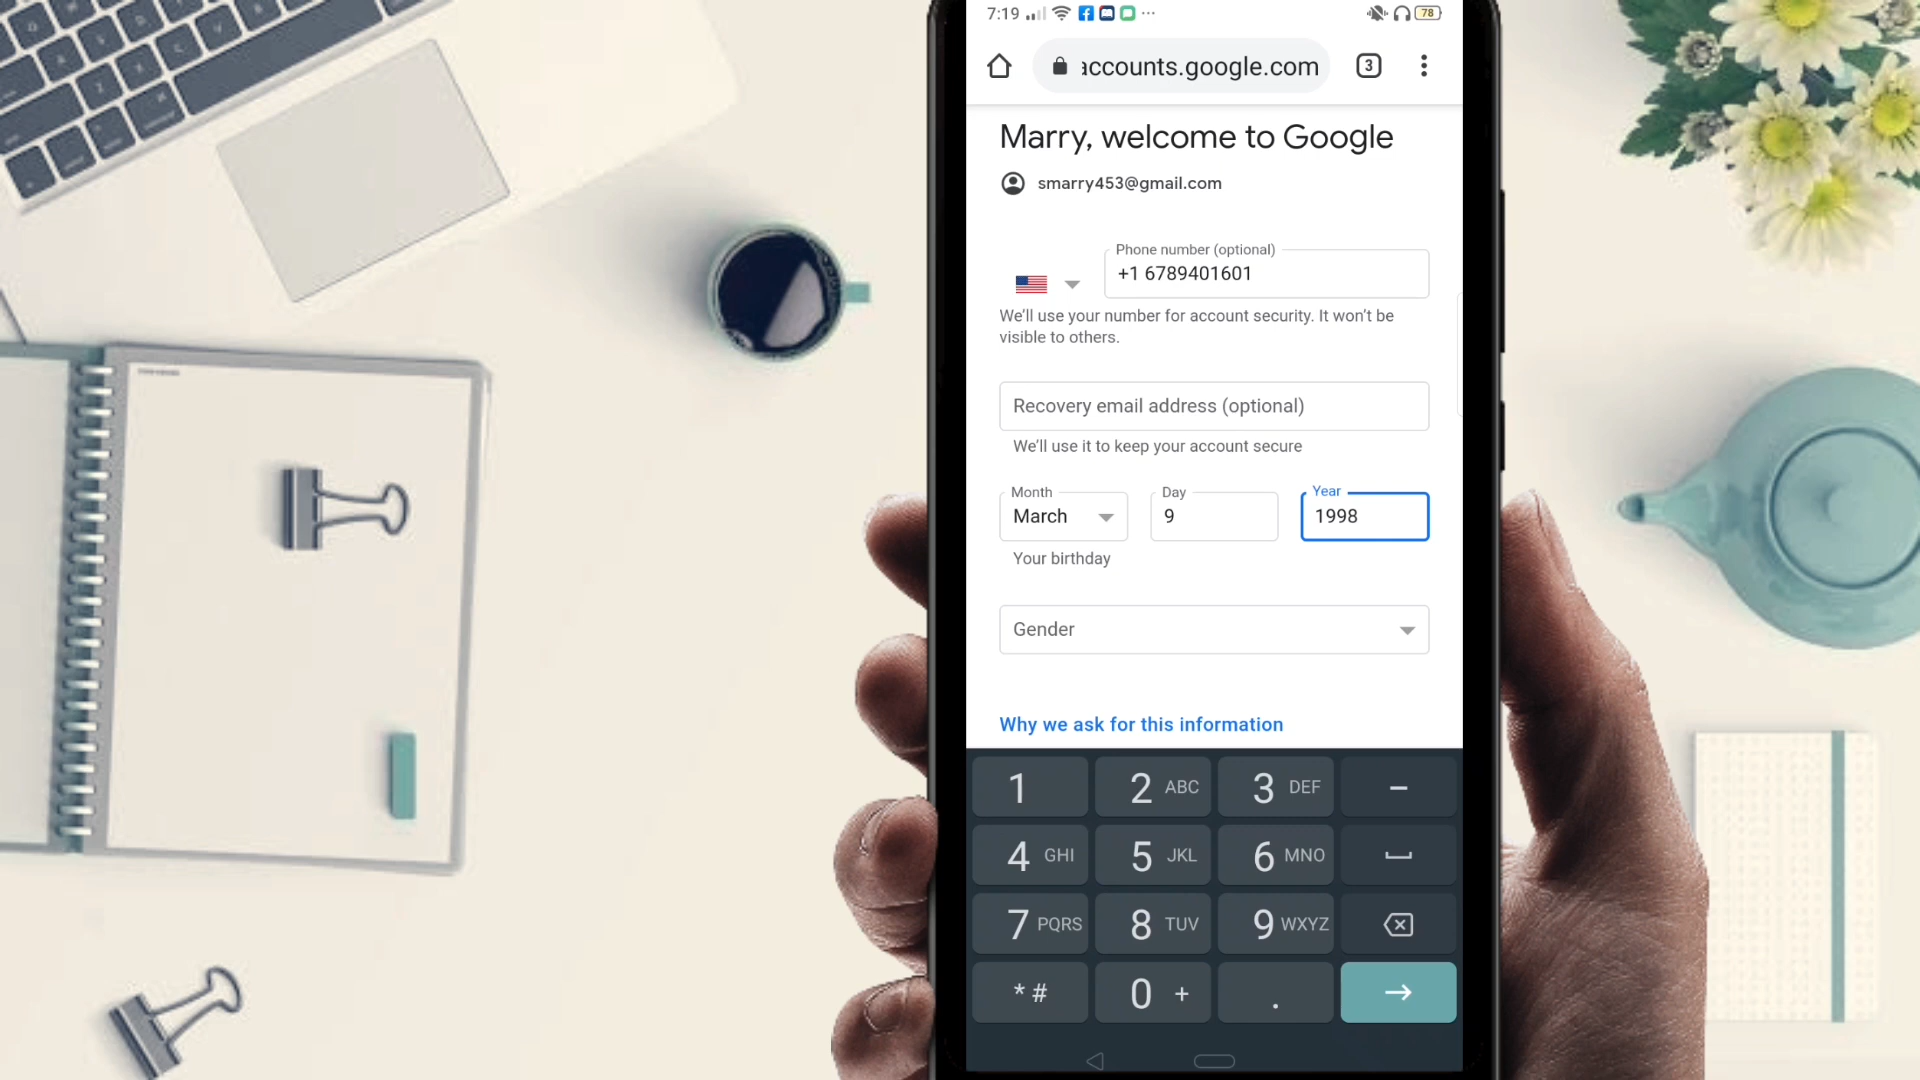 7:19 ... 78
accounts.google.com 3
Marry, welcome to Google
smarry453@gmail.com
Phone number (optional)
+1 6789401601
We'll use your number for account security. It won't be
visible to others.
Recovery email address (optional)
We'll use it to keep your account secure
Month Day Year
March 9 1998
Your birthday
Gender
Why we ask for this information
1 2 ABC 3 DEF -
4 GHI 5 JKL 6 MNO
7 PQRS 8 TUV 9 WXYZ
* # 0 + .